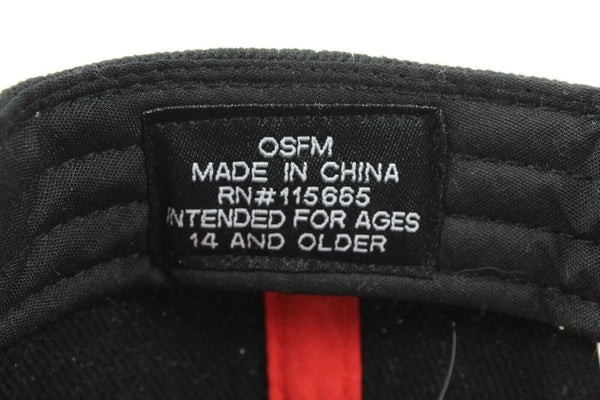 OSFM
MADE IN CHINA
RN#115665
INTENDED FOR AGES
14 AND OLDER